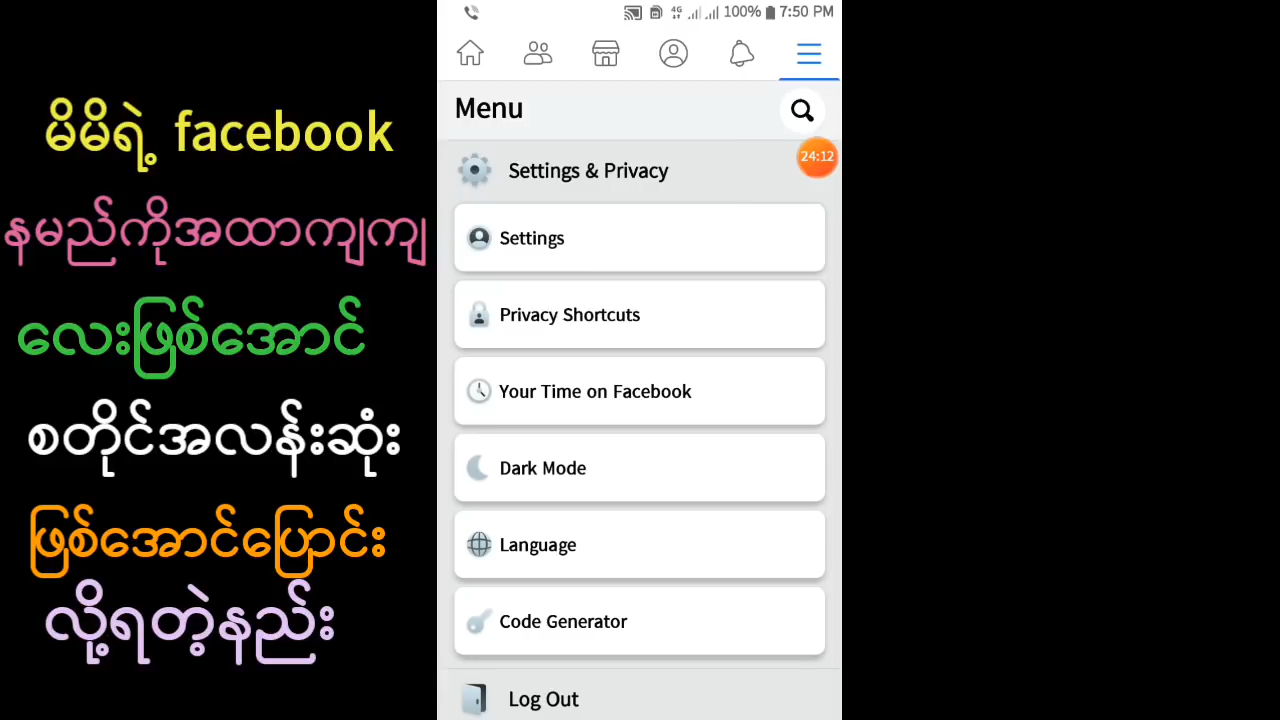 မိမိရဲ့ facebook
နမည်ကိုအထာကျကျ
လေးဖြစ်အောင်
စတိုင်အလန်းဆုံး
ဖြစ်အောင်ပြောင်း
လို့ရတဲ့နည်း
4G 100% 7:50 PM
Menu
24:12
Settings & Privacy
Settings
Privacy Shortcuts
Your Time on Facebook
Dark Mode
Language
Code Generator
Log Out